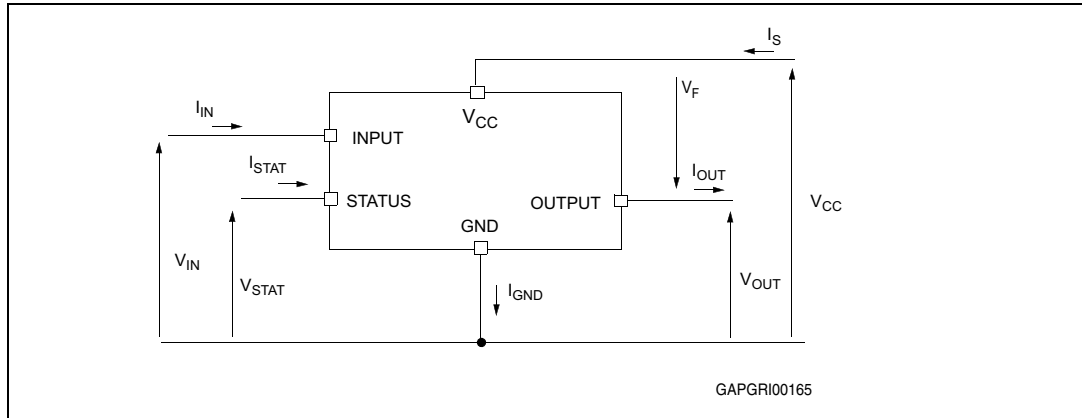 I_S
V_F
I_IN
V_CC
INPUT
I_STAT
I_OUT
STATUS
OUTPUT
V_CC
GND
V_IN
V_STAT
V_OUT
I_GND
GAPGRI00165